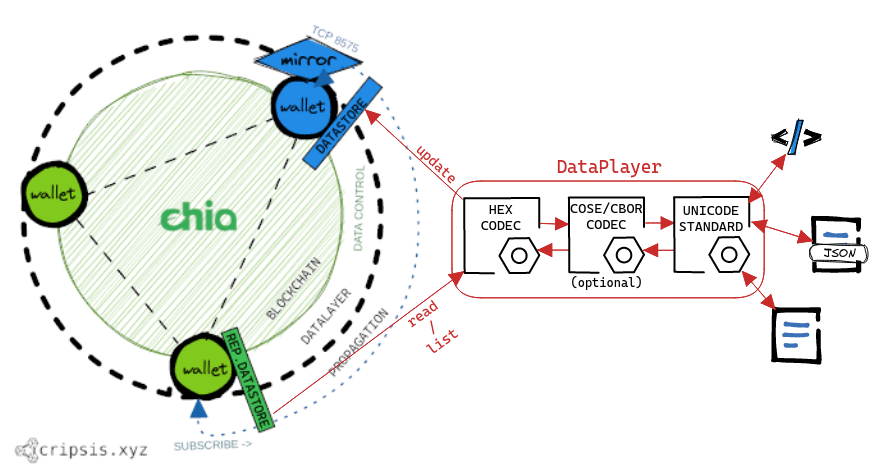 TCP 8575
mirror
wallet
DATASTORE
update
DataPlayer
</>
wallet
chia
DATA CONTROL
HEX
CODEC
COSE/CBOR
CODEC
(optional)
UNICODE
STANDARD
JSON
BLOCKCHAIN
DATALAYER
PROPAGATION
read
/
list
wallet
REP.DATASTORE
SUBSCRIBE ->
cripsis.xyz